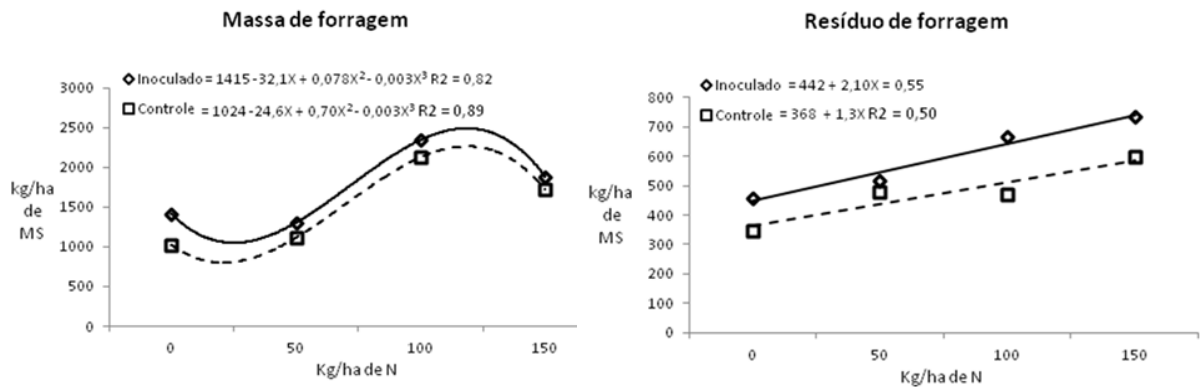 Massa de forragem
Inoculado = 1415 - 32,1X + 0,078X² - 0,003X³ R2 = 0,82
Controle = 1024 - 24,6X + 0,70X² - 0,003X³ R2 = 0,89
3000
2500
2000
1500
1000
500
0
kg/ha
de
MS
0 50 100 150
Kg/ha de N
Resíduo de forragem
Inoculado = 442 + 2,10X = 0,55
Controle = 368 + 1,3X R2 = 0,50
800
700
600
500
400
300
200
100
0
kg/ha
de
MS
0 50 100 150
Kg/ha de N